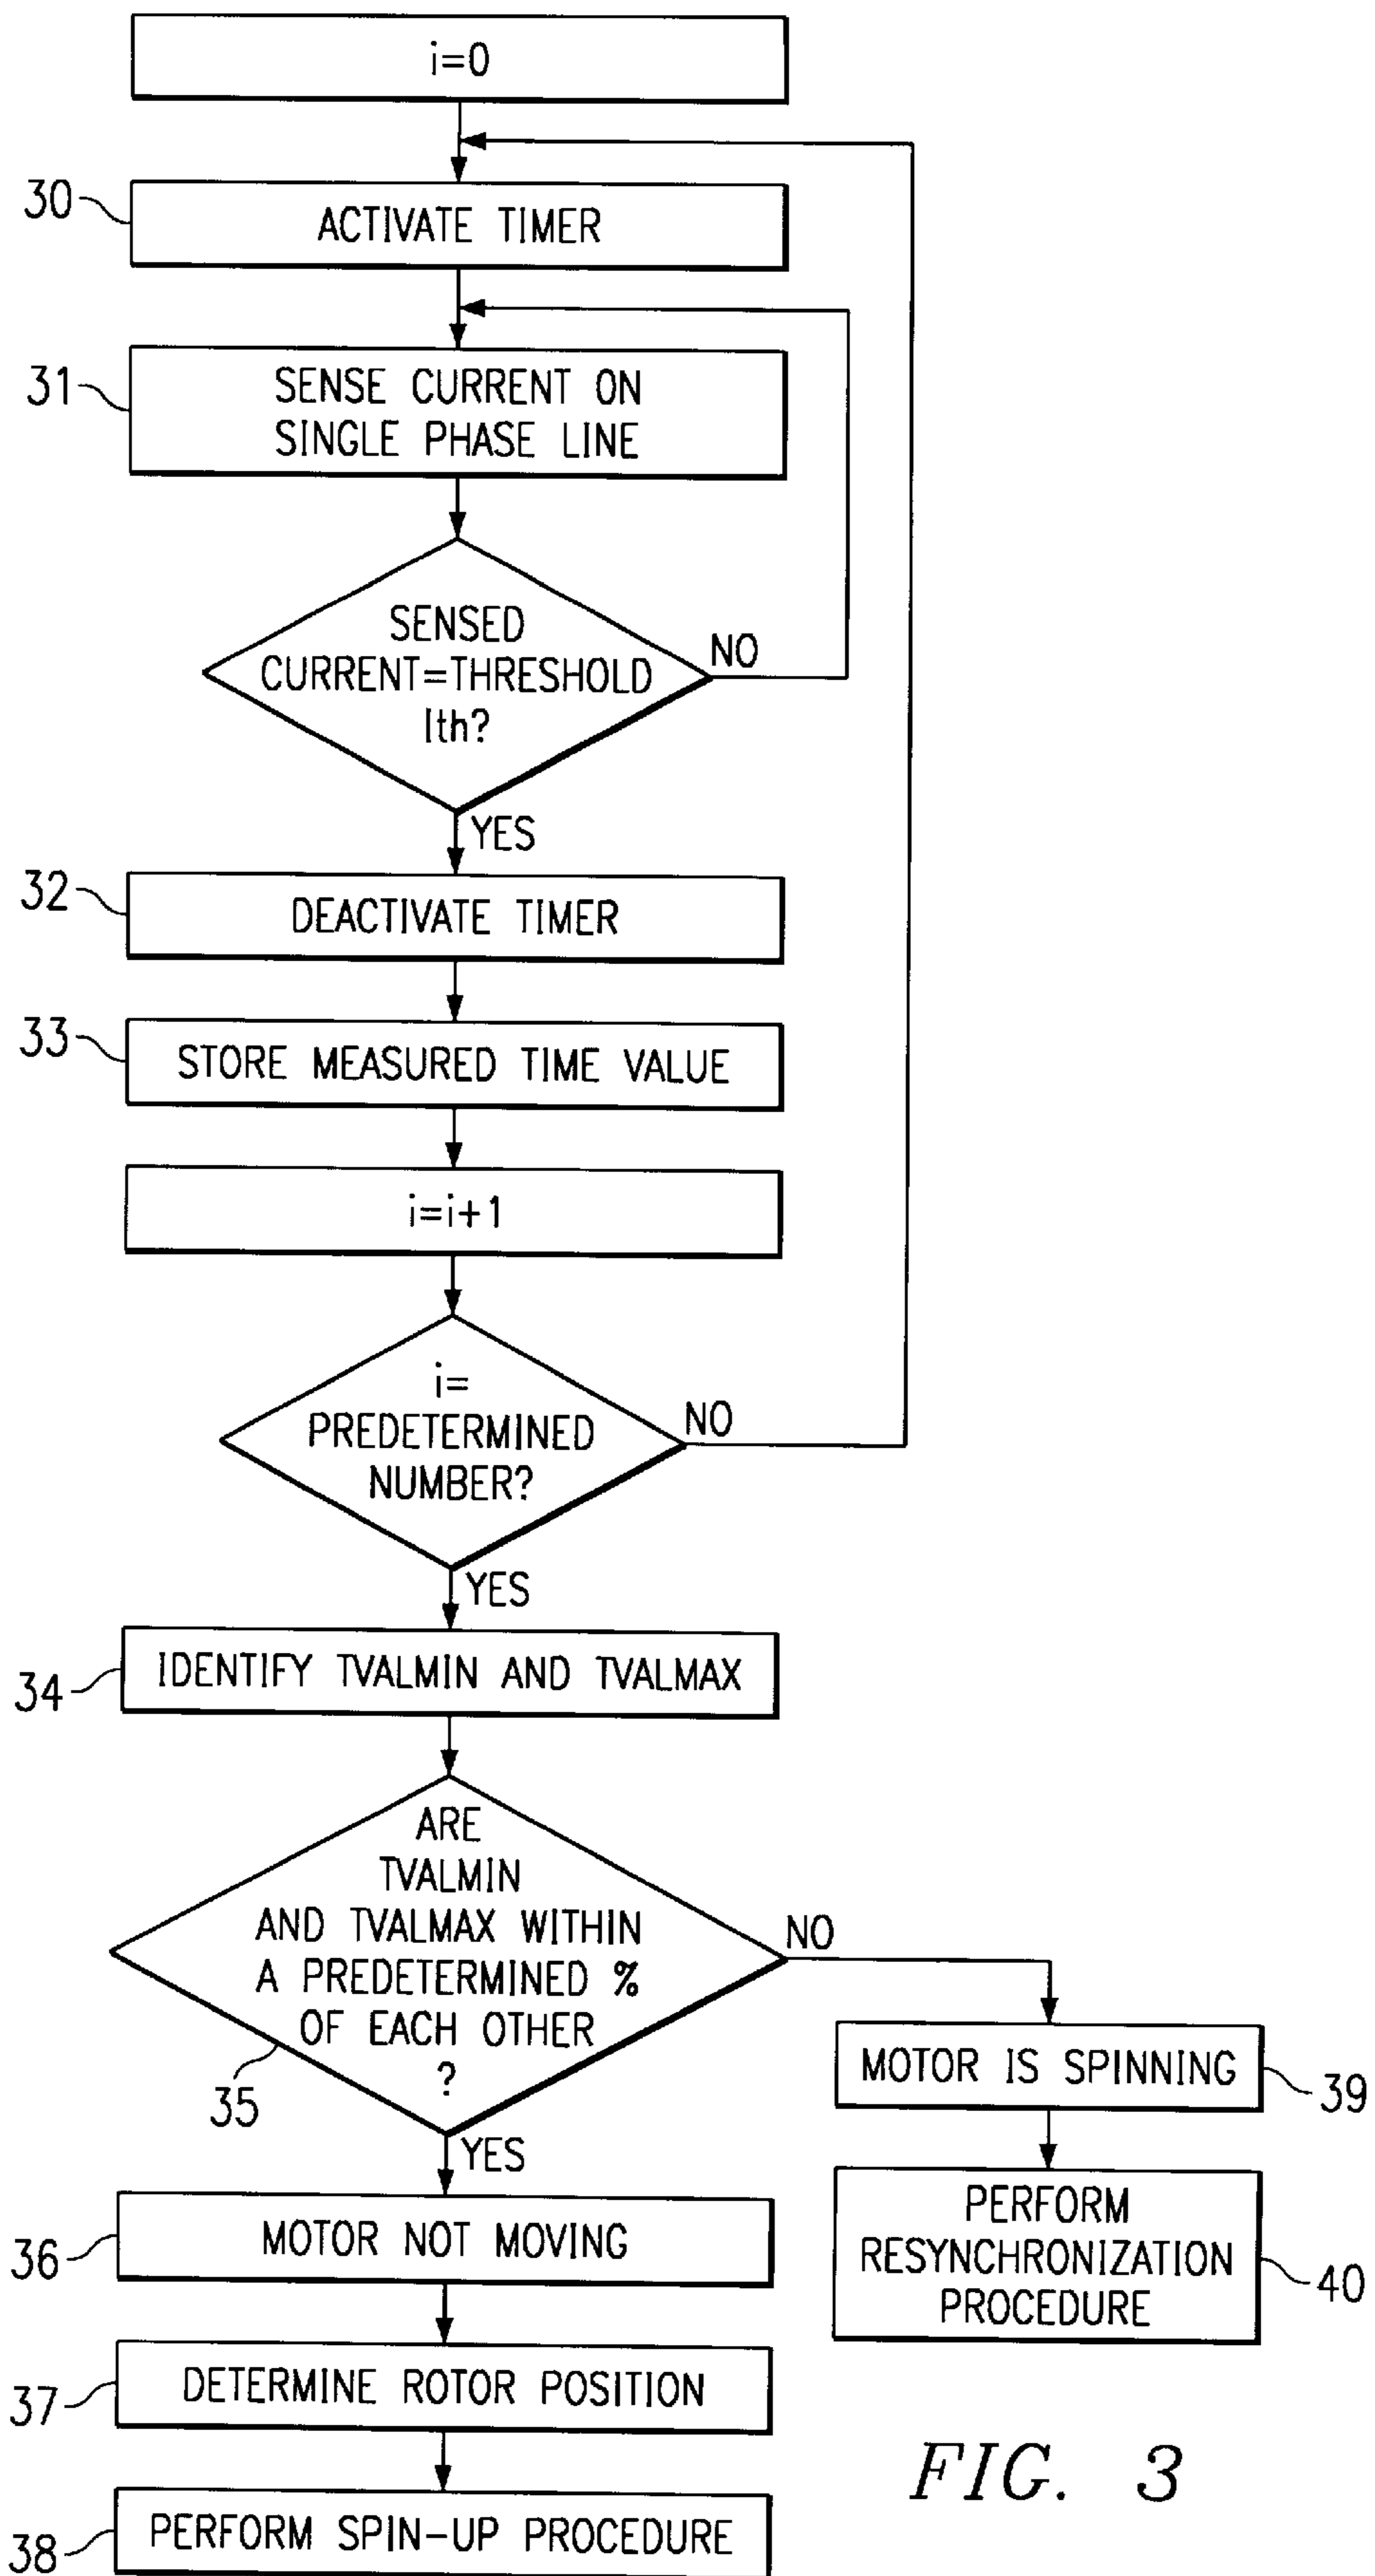 i=0
30
ACTIVATE TIMER
31
SENSE CURRENT ON
SINGLE PHASE LINE
SENSED
CURRENT=THRESHOLD
Ith?
NO
YES
32
DEACTIVATE TIMER
33
STORE MEASURED TIME VALUE
i=i+1
i=
PREDETERMINED
NUMBER?
NO
YES
34
IDENTIFY TVALMIN AND TVALMAX
ARE
TVALMIN
AND TVALMAX WITHIN
A PREDETERMINED %
OF EACH OTHER
?
35
NO
YES
MOTOR IS SPINNING
39
PERFORM
RESYNCHRONIZATION
PROCEDURE
40
36
MOTOR NOT MOVING
37
DETERMINE ROTOR POSITION
38
PERFORM SPIN-UP PROCEDURE
FIG. 3